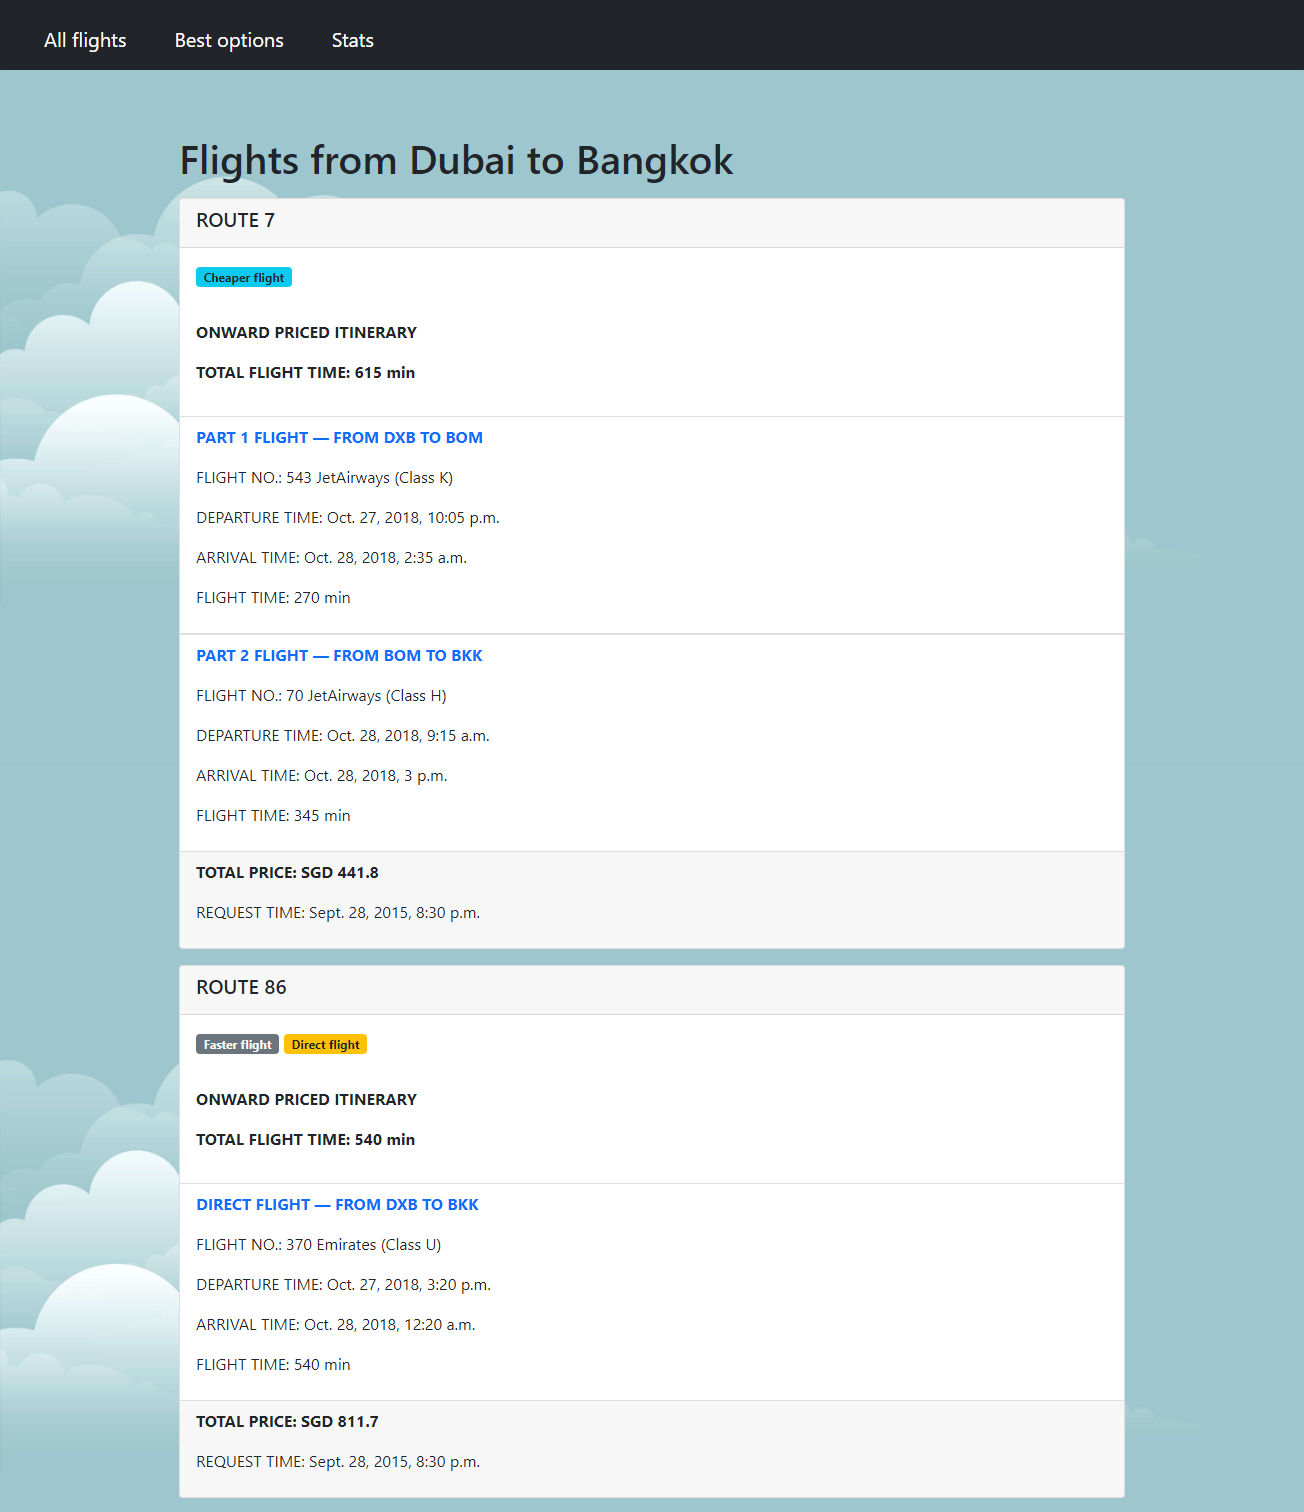 All flights Best options Stats
Flights from Dubai to Bangkok
ROUTE 7
Cheaper flight
ONWARD PRICED ITINERARY
TOTAL FLIGHT TIME: 615 min
PART 1 FLIGHT — FROM DXB TO BOM
FLIGHT NO.: 543 JetAirways (Class K)
DEPARTURE TIME: Oct. 27, 2018, 10:05 p.m.
ARRIVAL TIME: Oct. 28, 2018, 2:35 a.m.
FLIGHT TIME: 270 min
PART 2 FLIGHT — FROM BOM TO BKK
FLIGHT NO.: 70 JetAirways (Class H)
DEPARTURE TIME: Oct. 28, 2018, 9:15 a.m.
ARRIVAL TIME: Oct. 28, 2018, 3 p.m.
FLIGHT TIME: 345 min
TOTAL PRICE: SGD 441.8
REQUEST TIME: Sept. 28, 2015, 8:30 p.m.
ROUTE 86
Faster flight Direct flight
ONWARD PRICED ITINERARY
TOTAL FLIGHT TIME: 540 min
DIRECT FLIGHT — FROM DXB TO BKK
FLIGHT NO.: 370 Emirates (Class U)
DEPARTURE TIME: Oct. 27, 2018, 3:20 p.m.
ARRIVAL TIME: Oct. 28, 2018, 12:20 a.m.
FLIGHT TIME: 540 min
TOTAL PRICE: SGD 811.7
REQUEST TIME: Sept. 28, 2015, 8:30 p.m.